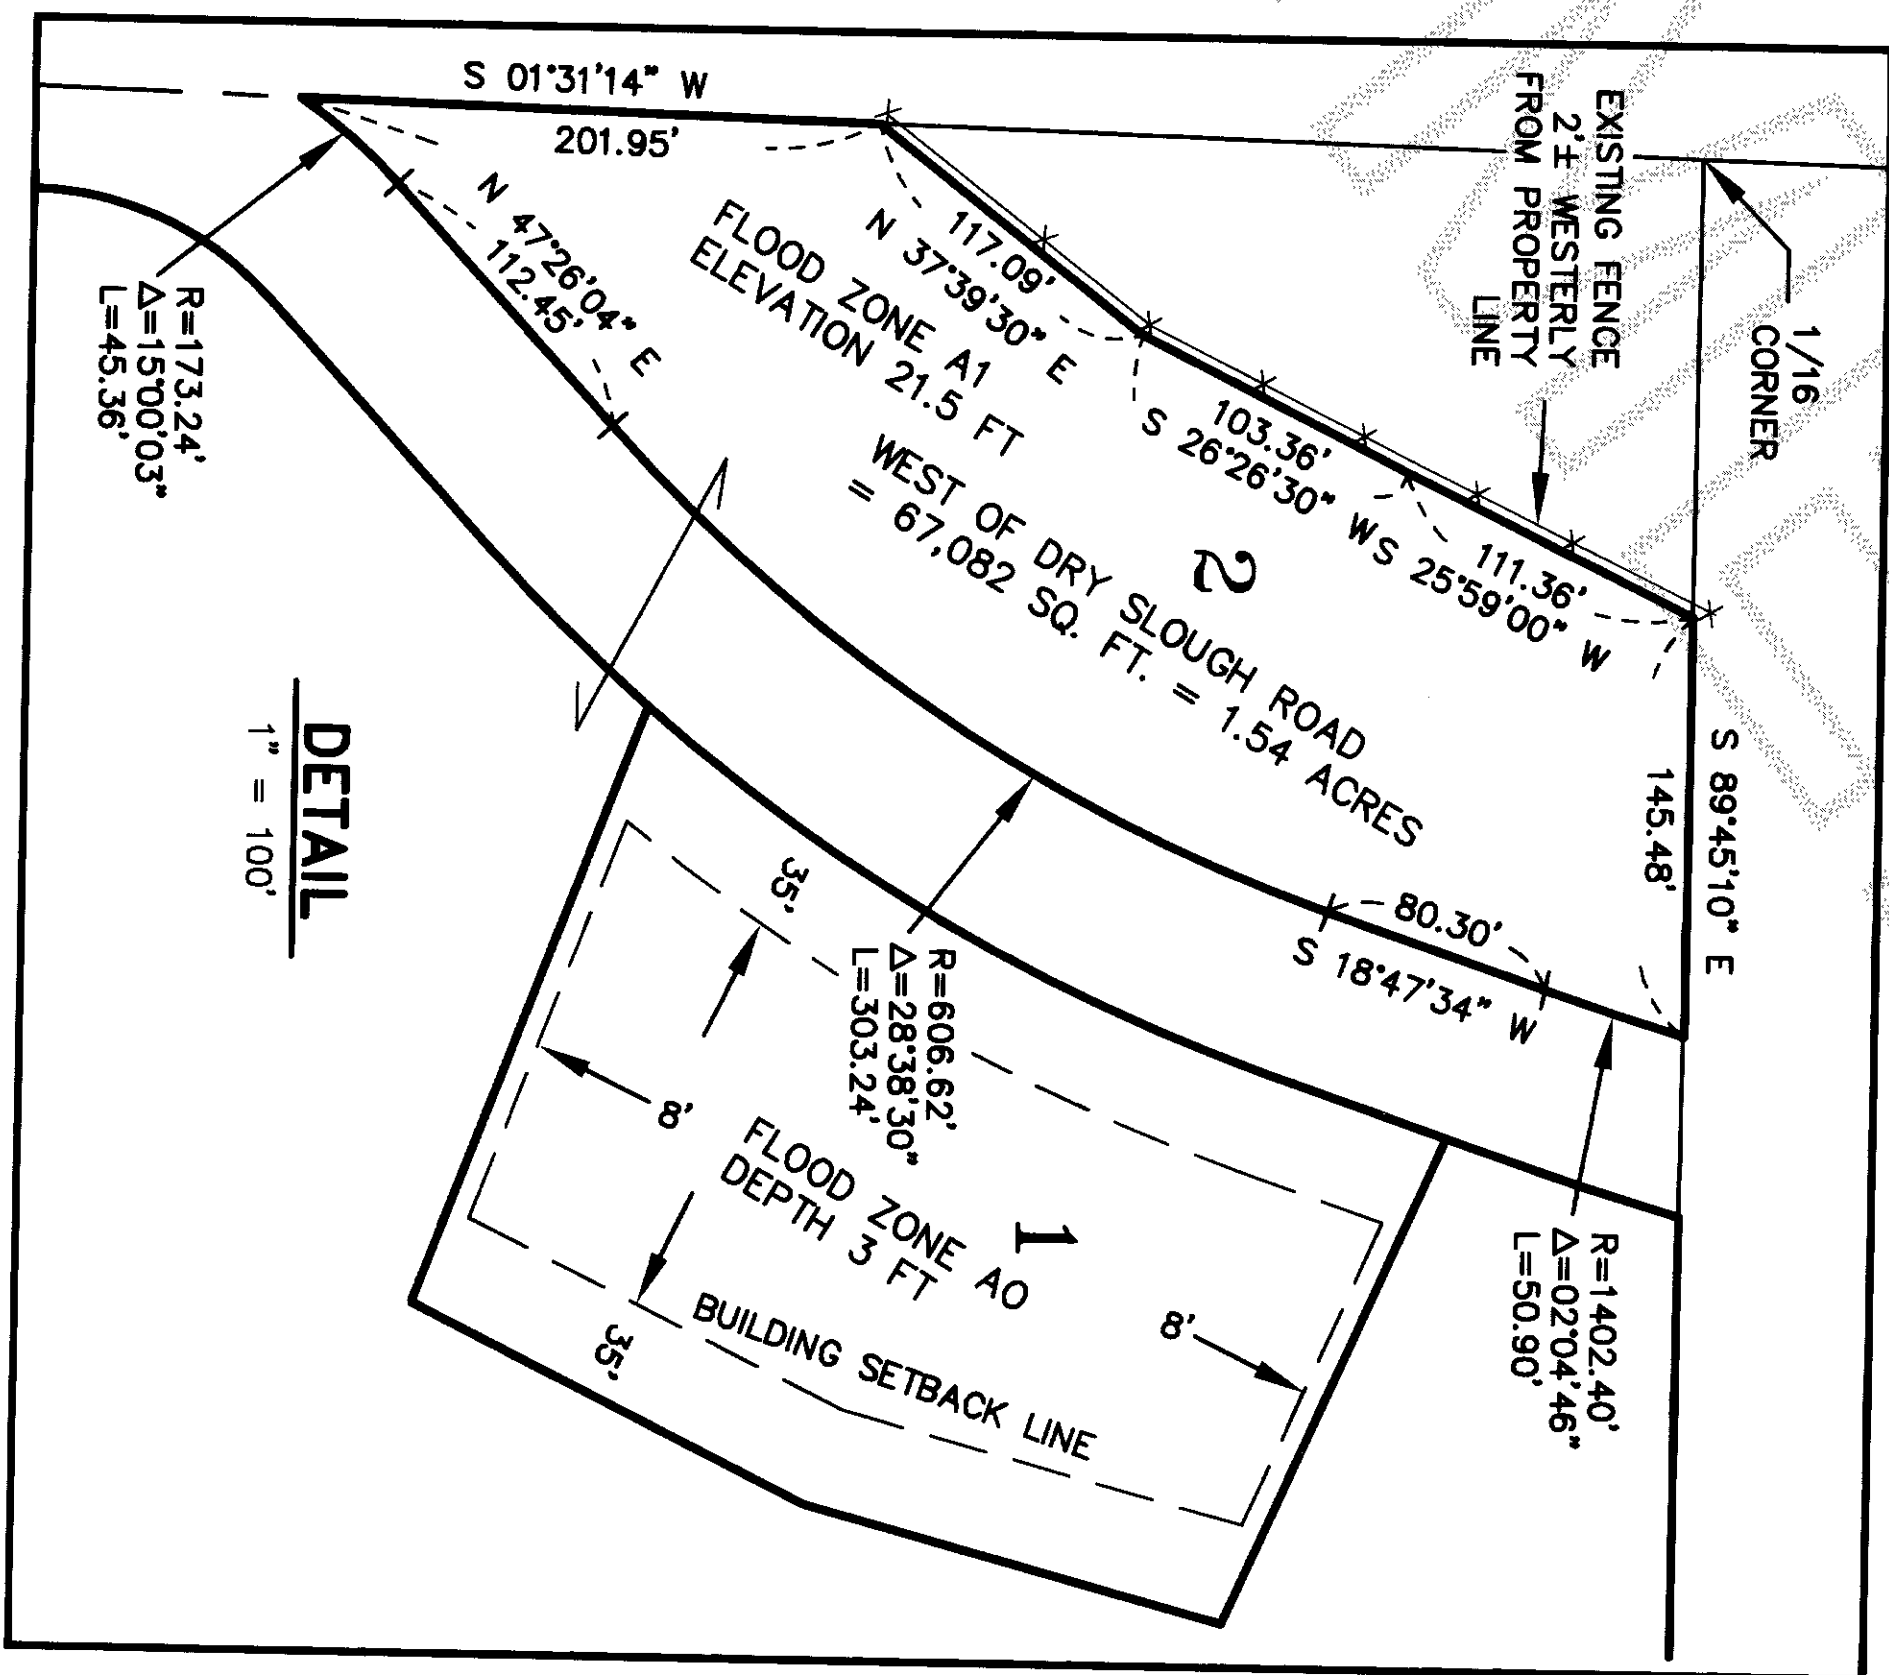 1/16
CORNER
EXISTING FENCE
2'± WESTERLY
FROM PROPERTY
LINE
S 89°45'10" E
145.48'
111.36'
S 25°59'00" W
103.36'
S 26°26'30" W
117.09'
N 37°39'30" E
S 01°31'14" W
201.95'
N 47°26'04" E
112.45'
R=173.24'
Δ=15°00'03"
L=45.36'
FLOOD ZONE A1
ELEVATION 21.5 FT
2
WEST OF DRY SLOUGH ROAD
= 67,082 SQ. FT. = 1.54 ACRES
80.30'
S 18°47'34" W
R=1402.40'
Δ=02°04'46"
L=50.90'
R=606.62'
Δ=28°38'30"
L=303.24'
35'
8'
1
FLOOD ZONE AO
DEPTH 3 FT
8'
BUILDING SETBACK LINE
35'
DETAIL
1" = 100'